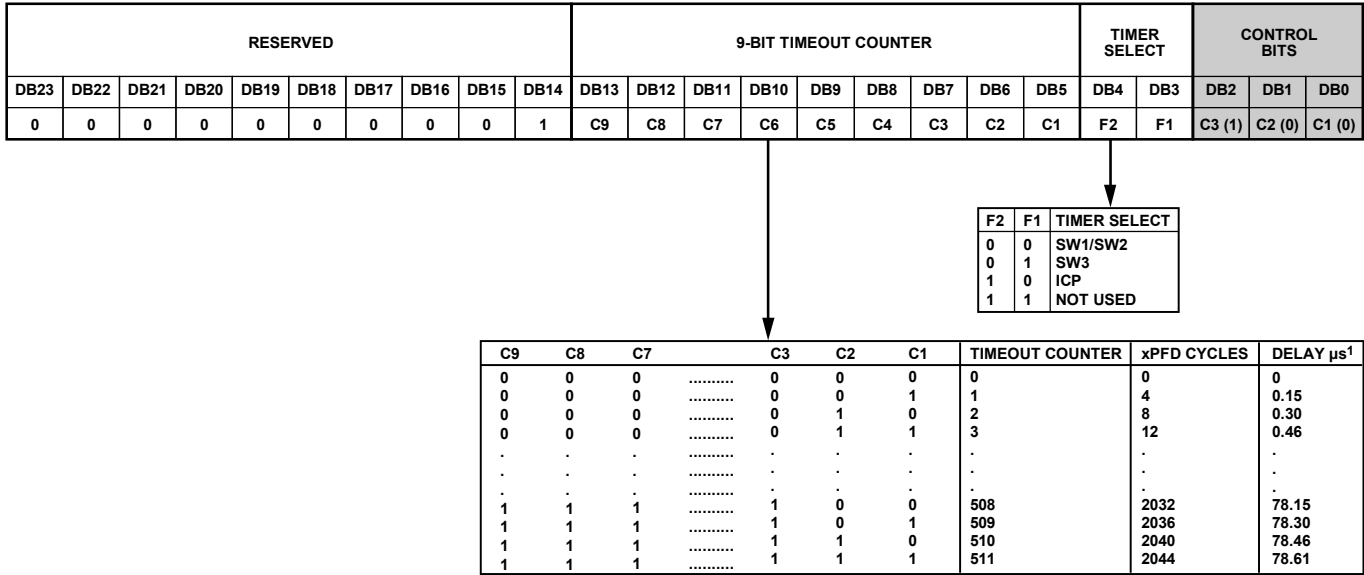 RESERVED 9-BIT TIMEOUT COUNTER TIMER SELECT CONTROL BITS
DB23 DB22 DB21 DB20 DB19 DB18 DB17 DB16 DB15 DB14 DB13 DB12 DB11 DB10 DB9 DB8 DB7 DB6 DB5 DB4 DB3 DB2 DB1 DB0
0 0 0 0 0 0 0 0 0 1 C9 C8 C7 C6 C5 C4 C3 C2 C1 F2 F1 C3 (1) C2 (0) C1 (0)
F2 F1 TIMER SELECT
0 0 SW1/SW2
0 1 SW3
1 0 ICP
1 1 NOT USED
C9 C8 C7 C3 C2 C1 TIMEOUT COUNTER xPFD CYCLES DELAY µs1
0 0 0 .......... 0 0 0 0 0 0
0 0 0 .......... 0 0 1 1 4 0.15
0 0 0 .......... 0 1 0 2 8 0.30
0 0 0 .......... 0 1 1 3 12 0.46
. . . .......... . . . . . .
. . . .......... . . . . . .
. . . .......... . . . . . .
1 1 1 .......... 1 0 0 508 2032 78.15
1 1 1 .......... 1 0 1 509 2036 78.30
1 1 1 .......... 1 1 0 510 2040 78.46
1 1 1 .......... 1 1 1 511 2044 78.61